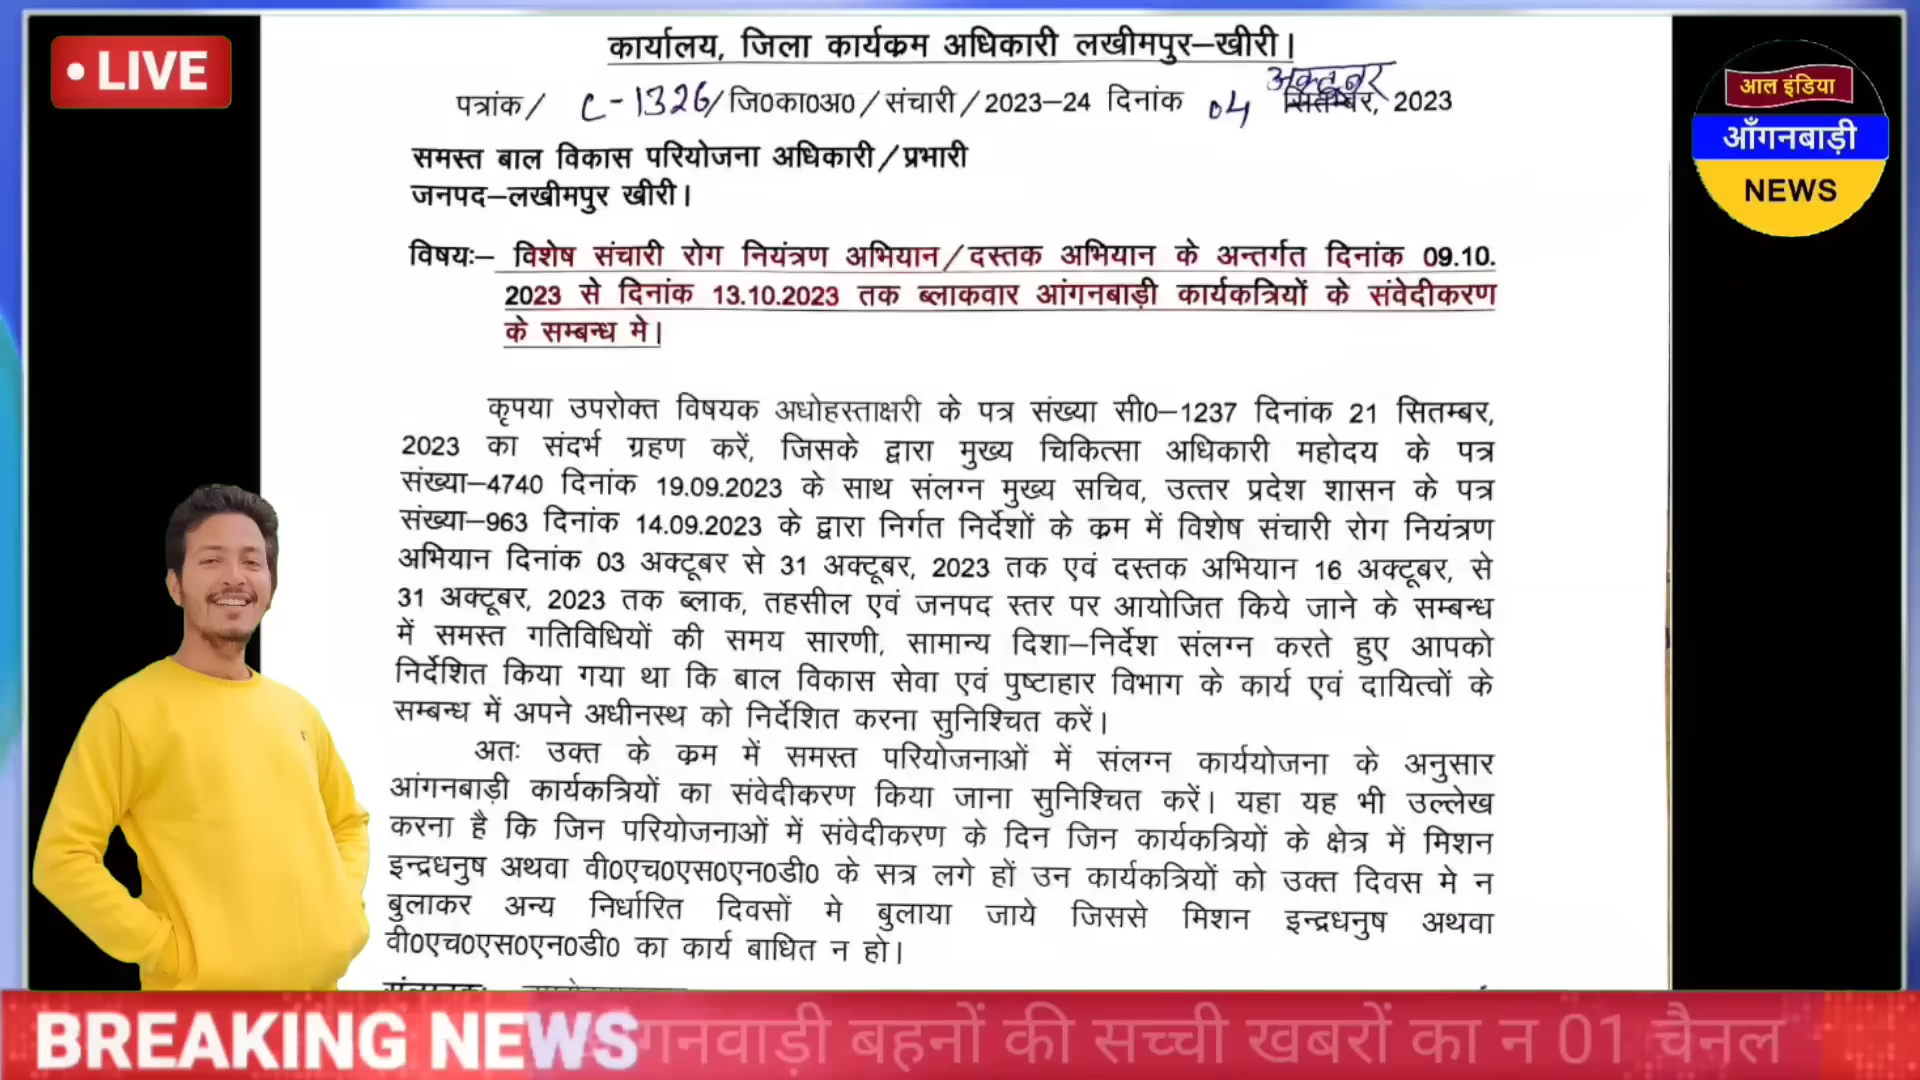 • LIVE
कार्यालय, जिला कार्यक्रम अधिकारी लखीमपुर–खीरी।
अक्टूबर
पत्रांक/ C-1326/जि0का0अ0/संचारी/2023–24 दिनांक 04 सितम्बर, 2023
समस्त बाल विकास परियोजना अधिकारी/प्रभारी
जनपद–लखीमपुर खीरी।
विषयः– विशेष संचारी रोग नियंत्रण अभियान/दस्तक अभियान के अन्तर्गत दिनांक 09.10.
2023 से दिनांक 13.10.2023 तक ब्लाकवार आंगनबाड़ी कार्यकत्रियों के संवेदीकरण
के सम्बन्ध मे।
कृपया उपरोक्त विषयक अधोहस्ताक्षरी के पत्र संख्या सी0–1237 दिनांक 21 सितम्बर,
2023 का संदर्भ ग्रहण करें, जिसके द्वारा मुख्य चिकित्सा अधिकारी महोदय के पत्र
संख्या–4740 दिनांक 19.09.2023 के साथ संलग्न मुख्य सचिव, उत्तर प्रदेश शासन के पत्र
संख्या–963 दिनांक 14.09.2023 के द्वारा निर्गत निर्देशों के क्रम में विशेष संचारी रोग नियंत्रण
अभियान दिनांक 03 अक्टूबर से 31 अक्टूबर, 2023 तक एवं दस्तक अभियान 16 अक्टूबर, से
31 अक्टूबर, 2023 तक ब्लाक, तहसील एवं जनपद स्तर पर आयोजित किये जाने के सम्बन्ध
में समस्त गतिविधियों की समय सारणी, सामान्य दिशा–निर्देश संलग्न करते हुए आपको
निर्देशित किया गया था कि बाल विकास सेवा एवं पुष्टाहार विभाग के कार्य एवं दायित्वों के
सम्बन्ध में अपने अधीनस्थ को निर्देशित करना सुनिश्चित करें।
अतः उक्त के क्रम में समस्त परियोजनाओं में संलग्न कार्ययोजना के अनुसार
आंगनबाड़ी कार्यकत्रियों का संवेदीकरण किया जाना सुनिश्चित करें। यहा यह भी उल्लेख
करना है कि जिन परियोजनाओं में संवेदीकरण के दिन जिन कार्यकत्रियों के क्षेत्र में मिशन
इन्द्रधनुष अथवा वी0एच0एस0एन0डी0 के सत्र लगे हों उन कार्यकत्रियों को उक्त दिवस मे न
बुलाकर अन्य निर्धारित दिवसों मे बुलाया जाये जिससे मिशन इन्द्रधनुष अथवा
वी0एच0एस0एन0डी0 का कार्य बाधित न हो।
आल इंडिया
आँगनबाड़ी
NEWS
BREAKING NEWS गनवाड़ी बहनों की सच्ची खबरों का न 01 चैनल